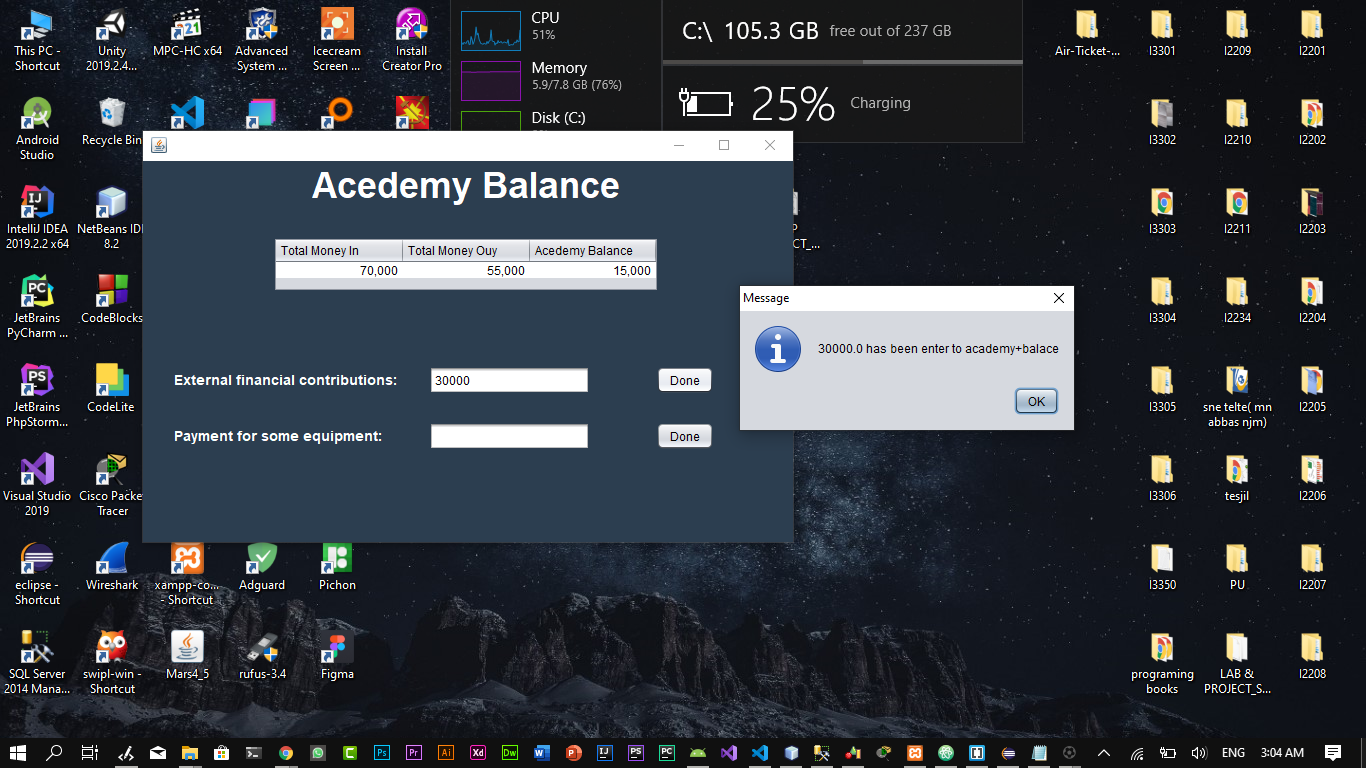 This PC -
Shortcut
Unity
2019.2.4...
MPC-HC x64
Advanced
System ...
Icecream
Screen ...
Install
Creator Pro
CPU
51%
Memory
5.9/7.8 GB (76%)
Disk (C:)
C:\ 105.3 GB free out of 237 GB
25% Charging
Air-Ticket-...
I3301
I2209
I2201
Android
Studio
Recycle Bin
I3302
I2210
I2202
IntelliJ IDEA
2019.2.2 x64
NetBeans ID
8.2
I3303
I2211
I2203
JetBrains
PyCharm ...
CodeBlocks
I3304
I2234
I2204
JetBrains
PhpStorm...
CodeLite
I3305
sne telte( mn
abbas njm)
I2205
Visual Studio
2019
Cisco Packe
Tracer
I3306
tesjil
I2206
eclipse -
Shortcut
Wireshark
xampp-co...
- Shortcut
Adguard
Pichon
I3350
PU
I2207
SQL Server
2014 Mana...
swipl-win -
Shortcut
Mars4_5
rufus-3.4
Figma
programing
books
LAB &
PROJECT_S...
I2208
Acedemy Balance
Total Money In Total Money Ouy Acedemy Balance
70,000 55,000 15,000
External financial contributions: 30000 Done
Payment for some equipment: Done
Message
30000.0 has been enter to academy+balace
OK
ENG 3:04 AM